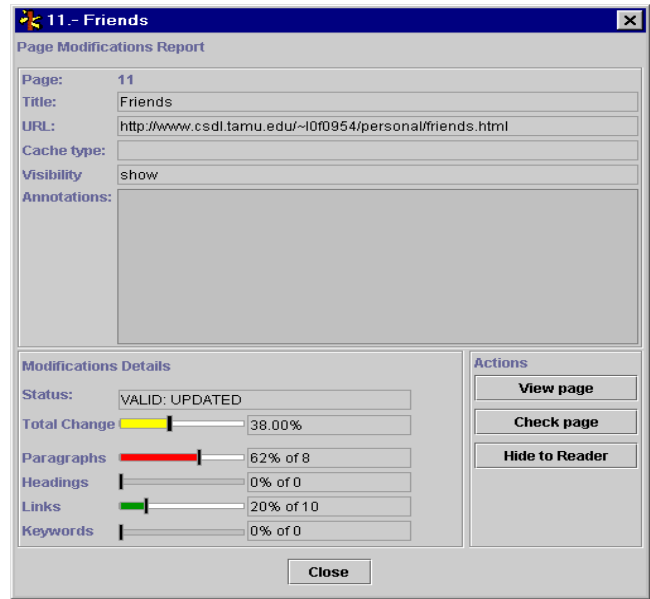 11.- Friends
Page Modifications Report
Page: 11
Title: Friends
URL: http://www.csdl.tamu.edu/~l0f0954/personal/friends.html
Cache type:
Visibility show
Annotations:
Modifications Details
Status: VALID: UPDATED
Total Change 38.00%
Paragraphs 62% of 8
Headings 0% of 0
Links 20% of 10
Keywords 0% of 0
Actions
View page
Check page
Hide to Reader
Close